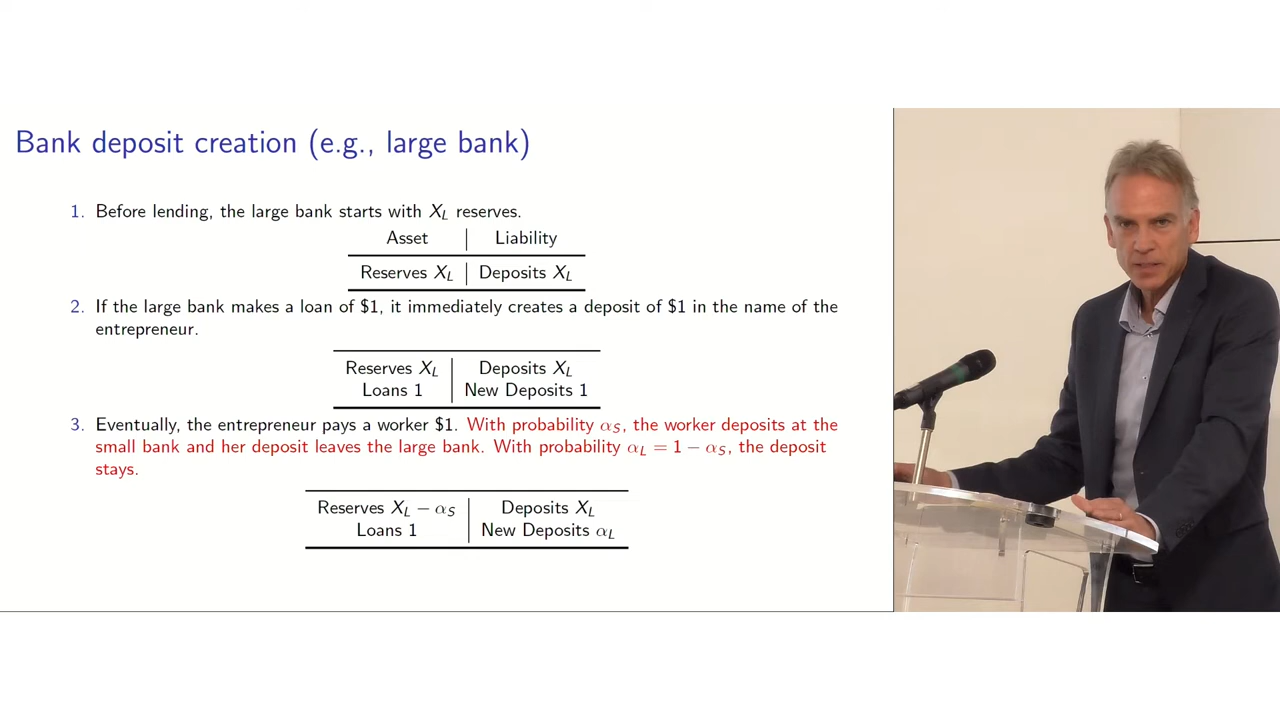 Bank deposit creation (e.g., large bank)
1. Before lending, the large bank starts with X_L reserves.
Asset | Liability
Reserves X_L | Deposits X_L
2. If the large bank makes a loan of $1, it immediately creates a deposit of $1 in the name of the
entrepreneur.
Reserves X_L | Deposits X_L
Loans 1 | New Deposits 1
3. Eventually, the entrepreneur pays a worker $1. With probability α_S, the worker deposits at the
small bank and her deposit leaves the large bank. With probability α_L = 1 − α_S, the deposit
stays.
Reserves X_L − α_S | Deposits X_L
Loans 1 | New Deposits α_L